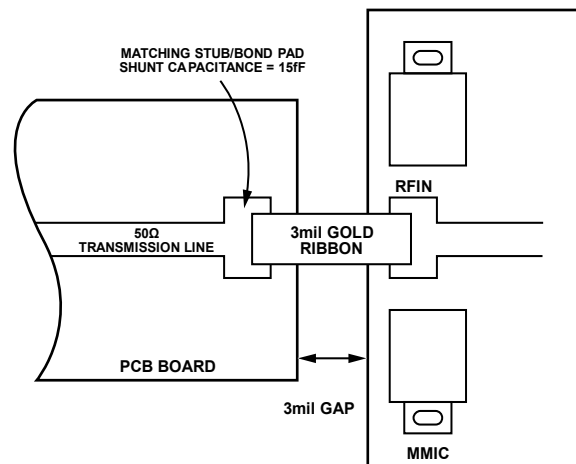 MATCHING STUB/BOND PAD
SHUNT CAPACITANCE = 15fF
RFIN
50Ω
TRANSMISSION LINE
3mil GOLD
RIBBON
PCB BOARD
3mil GAP
MMIC